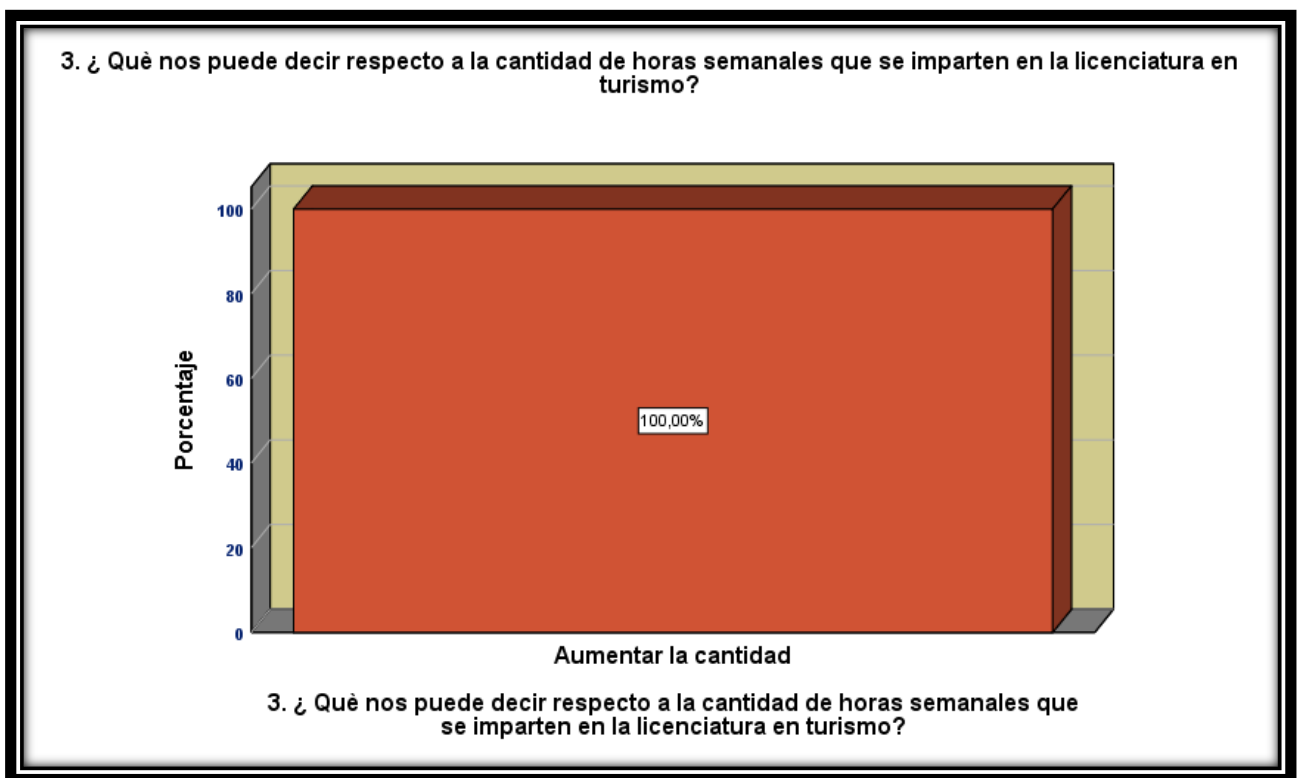 3. ¿ Què nos puede decir respecto a la cantidad de horas semanales que se imparten en la licenciatura en
turismo?
100
80
60
40
20
0
Porcentaje
100,00%
Aumentar la cantidad
3. ¿ Què nos puede decir respecto a la cantidad de horas semanales que
se imparten en la licenciatura en turismo?